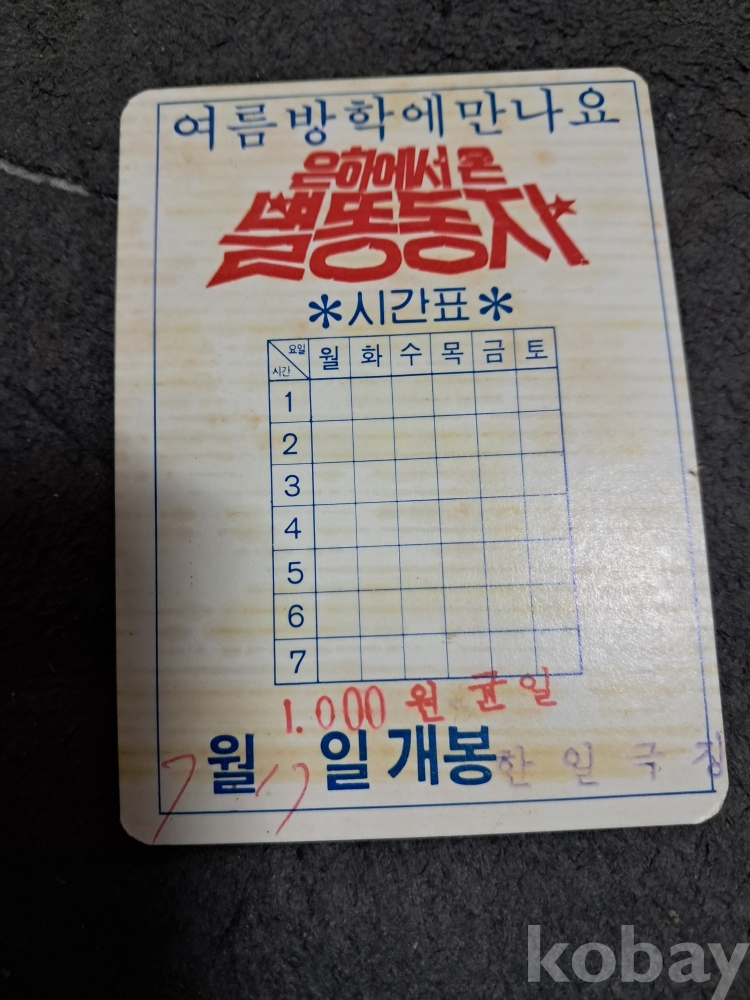 여름방학에만나요
은하에서 온
별똥동자
*시간표*
요일 월 화 수 목 금 토
시간
1
2
3
4
5
6
7
1.000 원 균일
7월 17일 개봉 한일극장
kobay